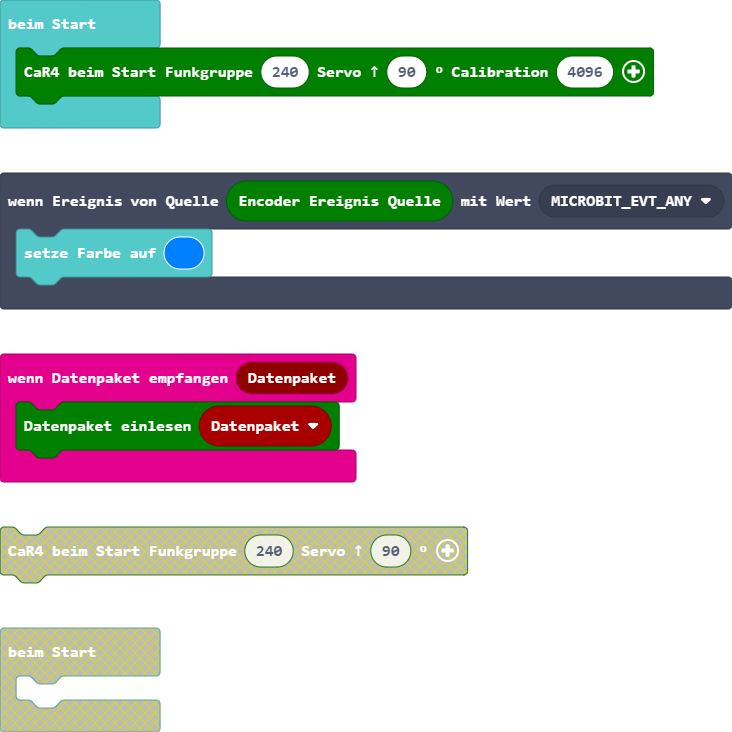 beim Start
CaR4 beim Start Funkgruppe 240 Servo ↑ 90 ° Calibration 4096
wenn Ereignis von Quelle Encoder Ereignis Quelle mit Wert MICROBIT_EVT_ANY
setze Farbe auf
wenn Datenpaket empfangen Datenpaket
Datenpaket einlesen Datenpaket
CaR4 beim Start Funkgruppe 240 Servo ↑ 90 °
beim Start